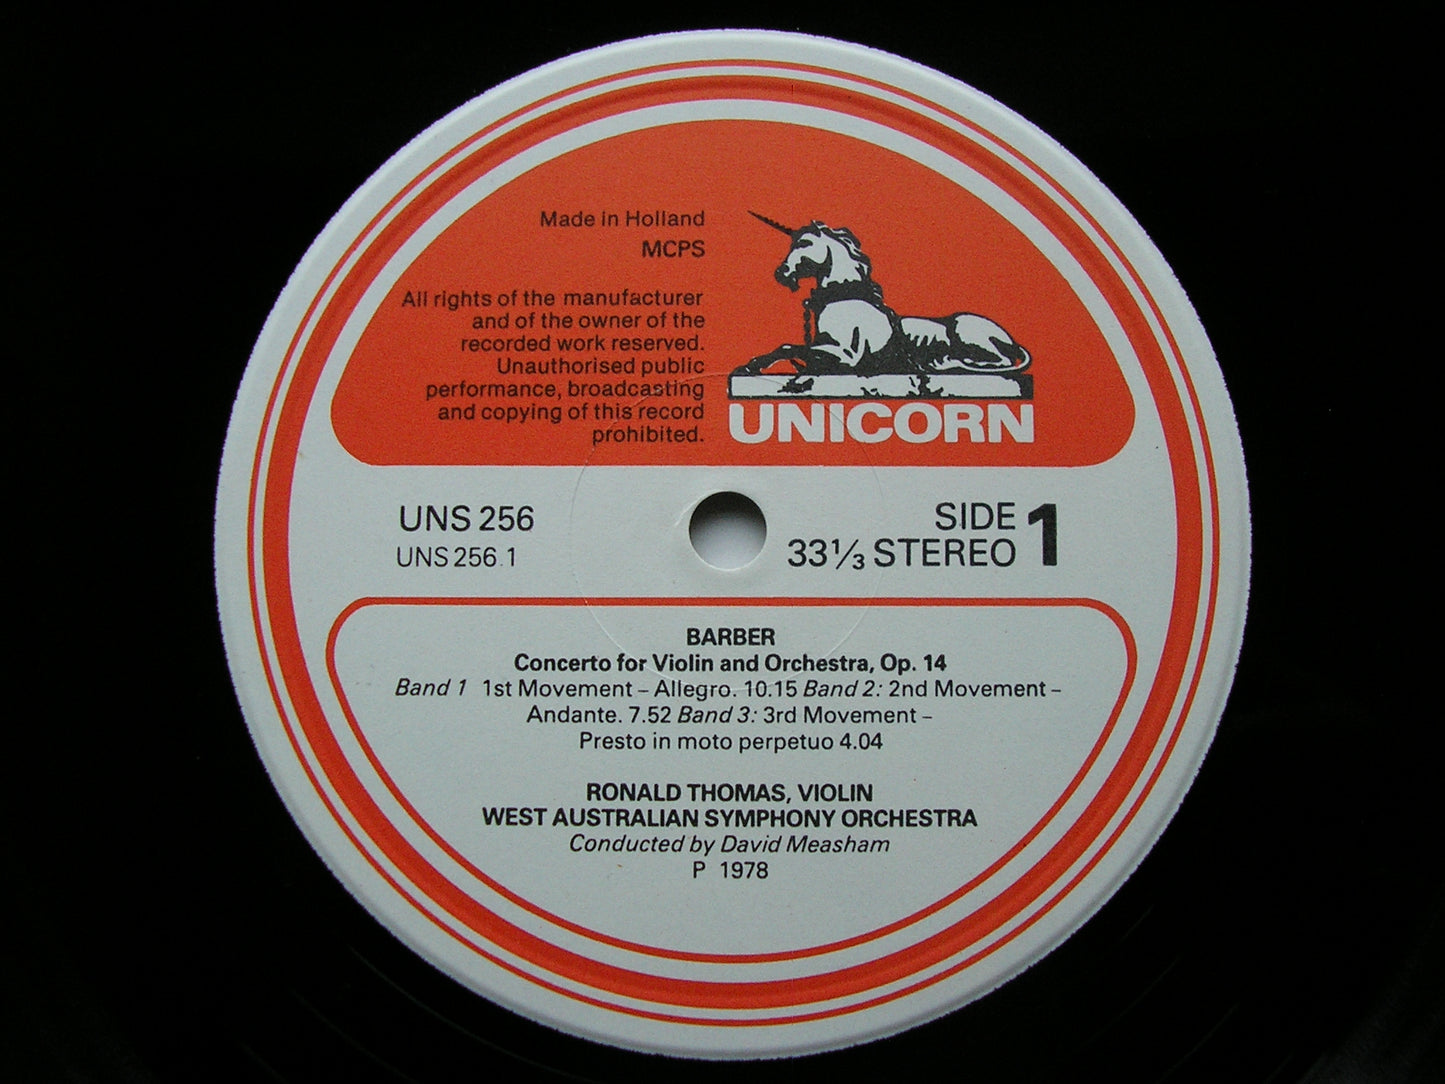 Made in Holland
MCPS
All rights of the manufacturer
and of the owner of the
recorded work reserved.
Unauthorised public
performance, broadcasting
and copying of this record
prohibited.
UNICORN
UNS 256
UNS 256.1
SIDE 1
33 1/3 STEREO
BARBER
Concerto for Violin and Orchestra, Op. 14
Band 1 1st Movement – Allegro. 10.15 Band 2: 2nd Movement –
Andante. 7.52 Band 3: 3rd Movement –
Presto in moto perpetuo 4.04
RONALD THOMAS, VIOLIN
WEST AUSTRALIAN SYMPHONY ORCHESTRA
Conducted by David Measham
P 1978